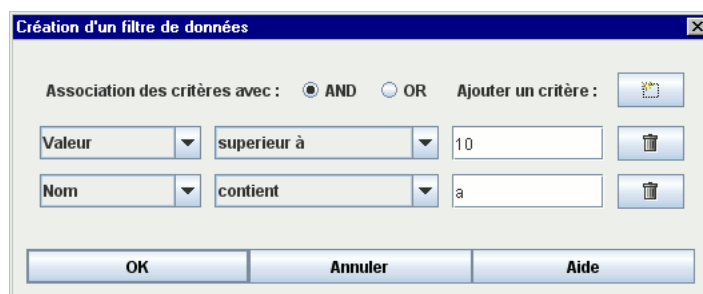 Création d'un filtre de données
Association des critères avec : AND OR Ajouter un critère :
Valeur superieur à 10
Nom contient a
OK Annuler Aide